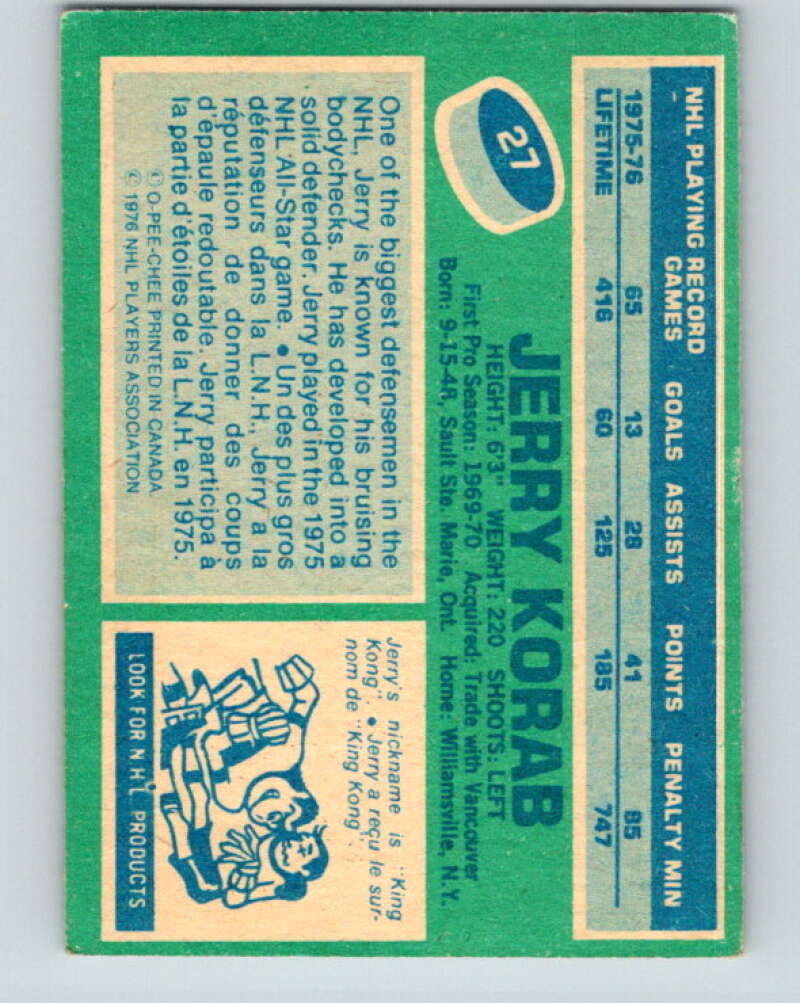 NHL PLAYING RECORD
GAMES GOALS ASSISTS POINTS PENALTY MIN
1975-76 65 13 28 41 85
LIFETIME 416 60 125 185 747
27
JERRY KORAB
HEIGHT: 6'3" WEIGHT: 220 SHOOTS: LEFT
First Pro Season: 1969-70 Acquired: Trade with Vancouver
Born: 9-15-48, Sault Ste. Marie, Ont. Home: Williamsville, N.Y.
One of the biggest defensemen in the
NHL, Jerry is known for his bruising
bodychecks. He has developed into a
solid defender. Jerry played in the 1975
NHL All-Star game. • Un des plus gros
défenseurs dans la L.N.H., Jerry a la
réputation de donner des coups
d'épaule redoutable. Jerry participa à
la partie d'étoiles de la L.N.H. en 1975.
© O-PEE-CHEE PRINTED IN CANADA
© 1976 NHL PLAYERS ASSOCIATION
Jerry's nickname is "King
Kong". • Jerry a reçu le sur-
nom de "King Kong".
LOOK FOR N.H.L. PRODUCTS